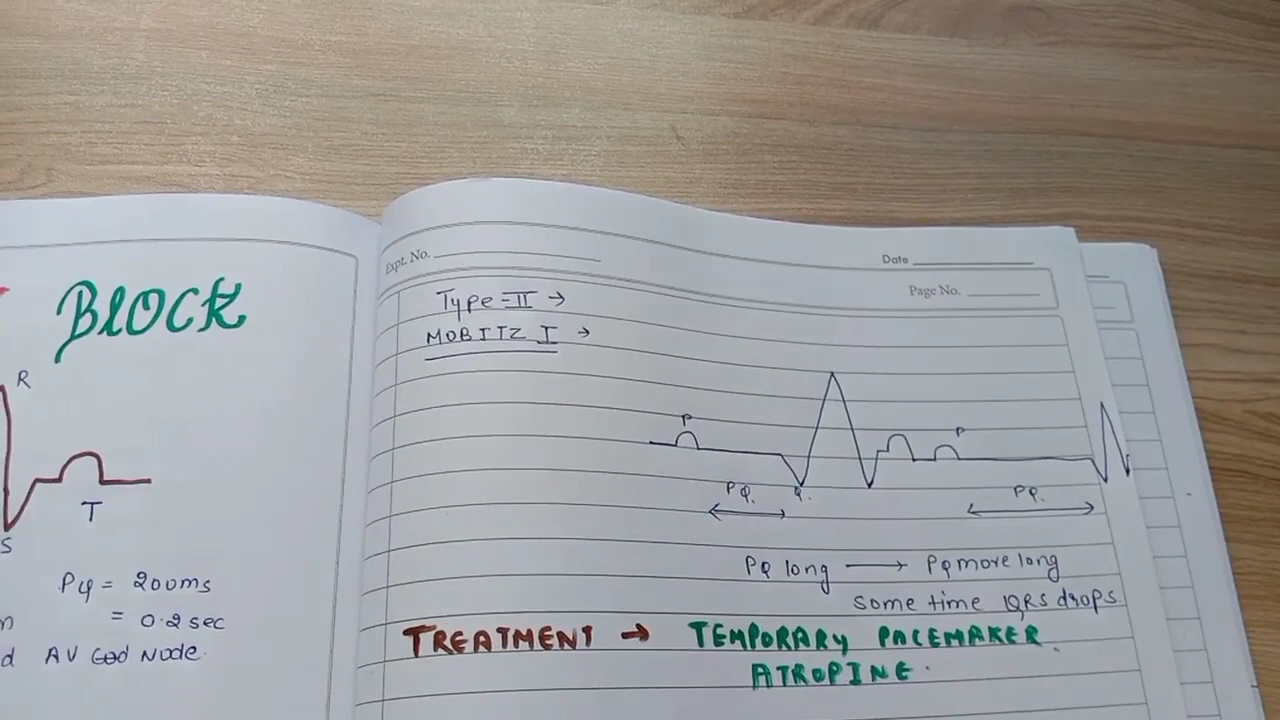 BLOCK
R
T
S
PQ = 200ms
= 0.2 sec
AV God Node.
Expt. No.
Date
Page No.
Type-II →
MOBITZ I →
P
P
PQ.
Q.
PQ.
PQ long → PQ move long
some time QRS drops.
TREATMENT → TEMPORARY PACEMAKER.
ATROPINE.